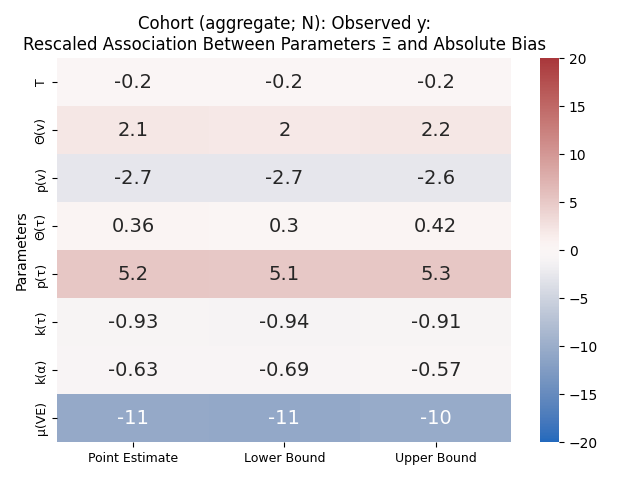 Cohort (aggregate; N): Observed y:
Rescaled Association Between Parameters Ξ and Absolute Bias
Parameters
T -0.2 -0.2 -0.2
Θ(v) 2.1 2 2.2
p(v) -2.7 -2.7 -2.6
Θ(τ) 0.36 0.3 0.42
p(τ) 5.2 5.1 5.3
k(τ) -0.93 -0.94 -0.91
k(α) -0.63 -0.69 -0.57
μ(VE) -11 -11 -10
Point Estimate Lower Bound Upper Bound
20
15
10
5
0
−5
−10
−15
−20